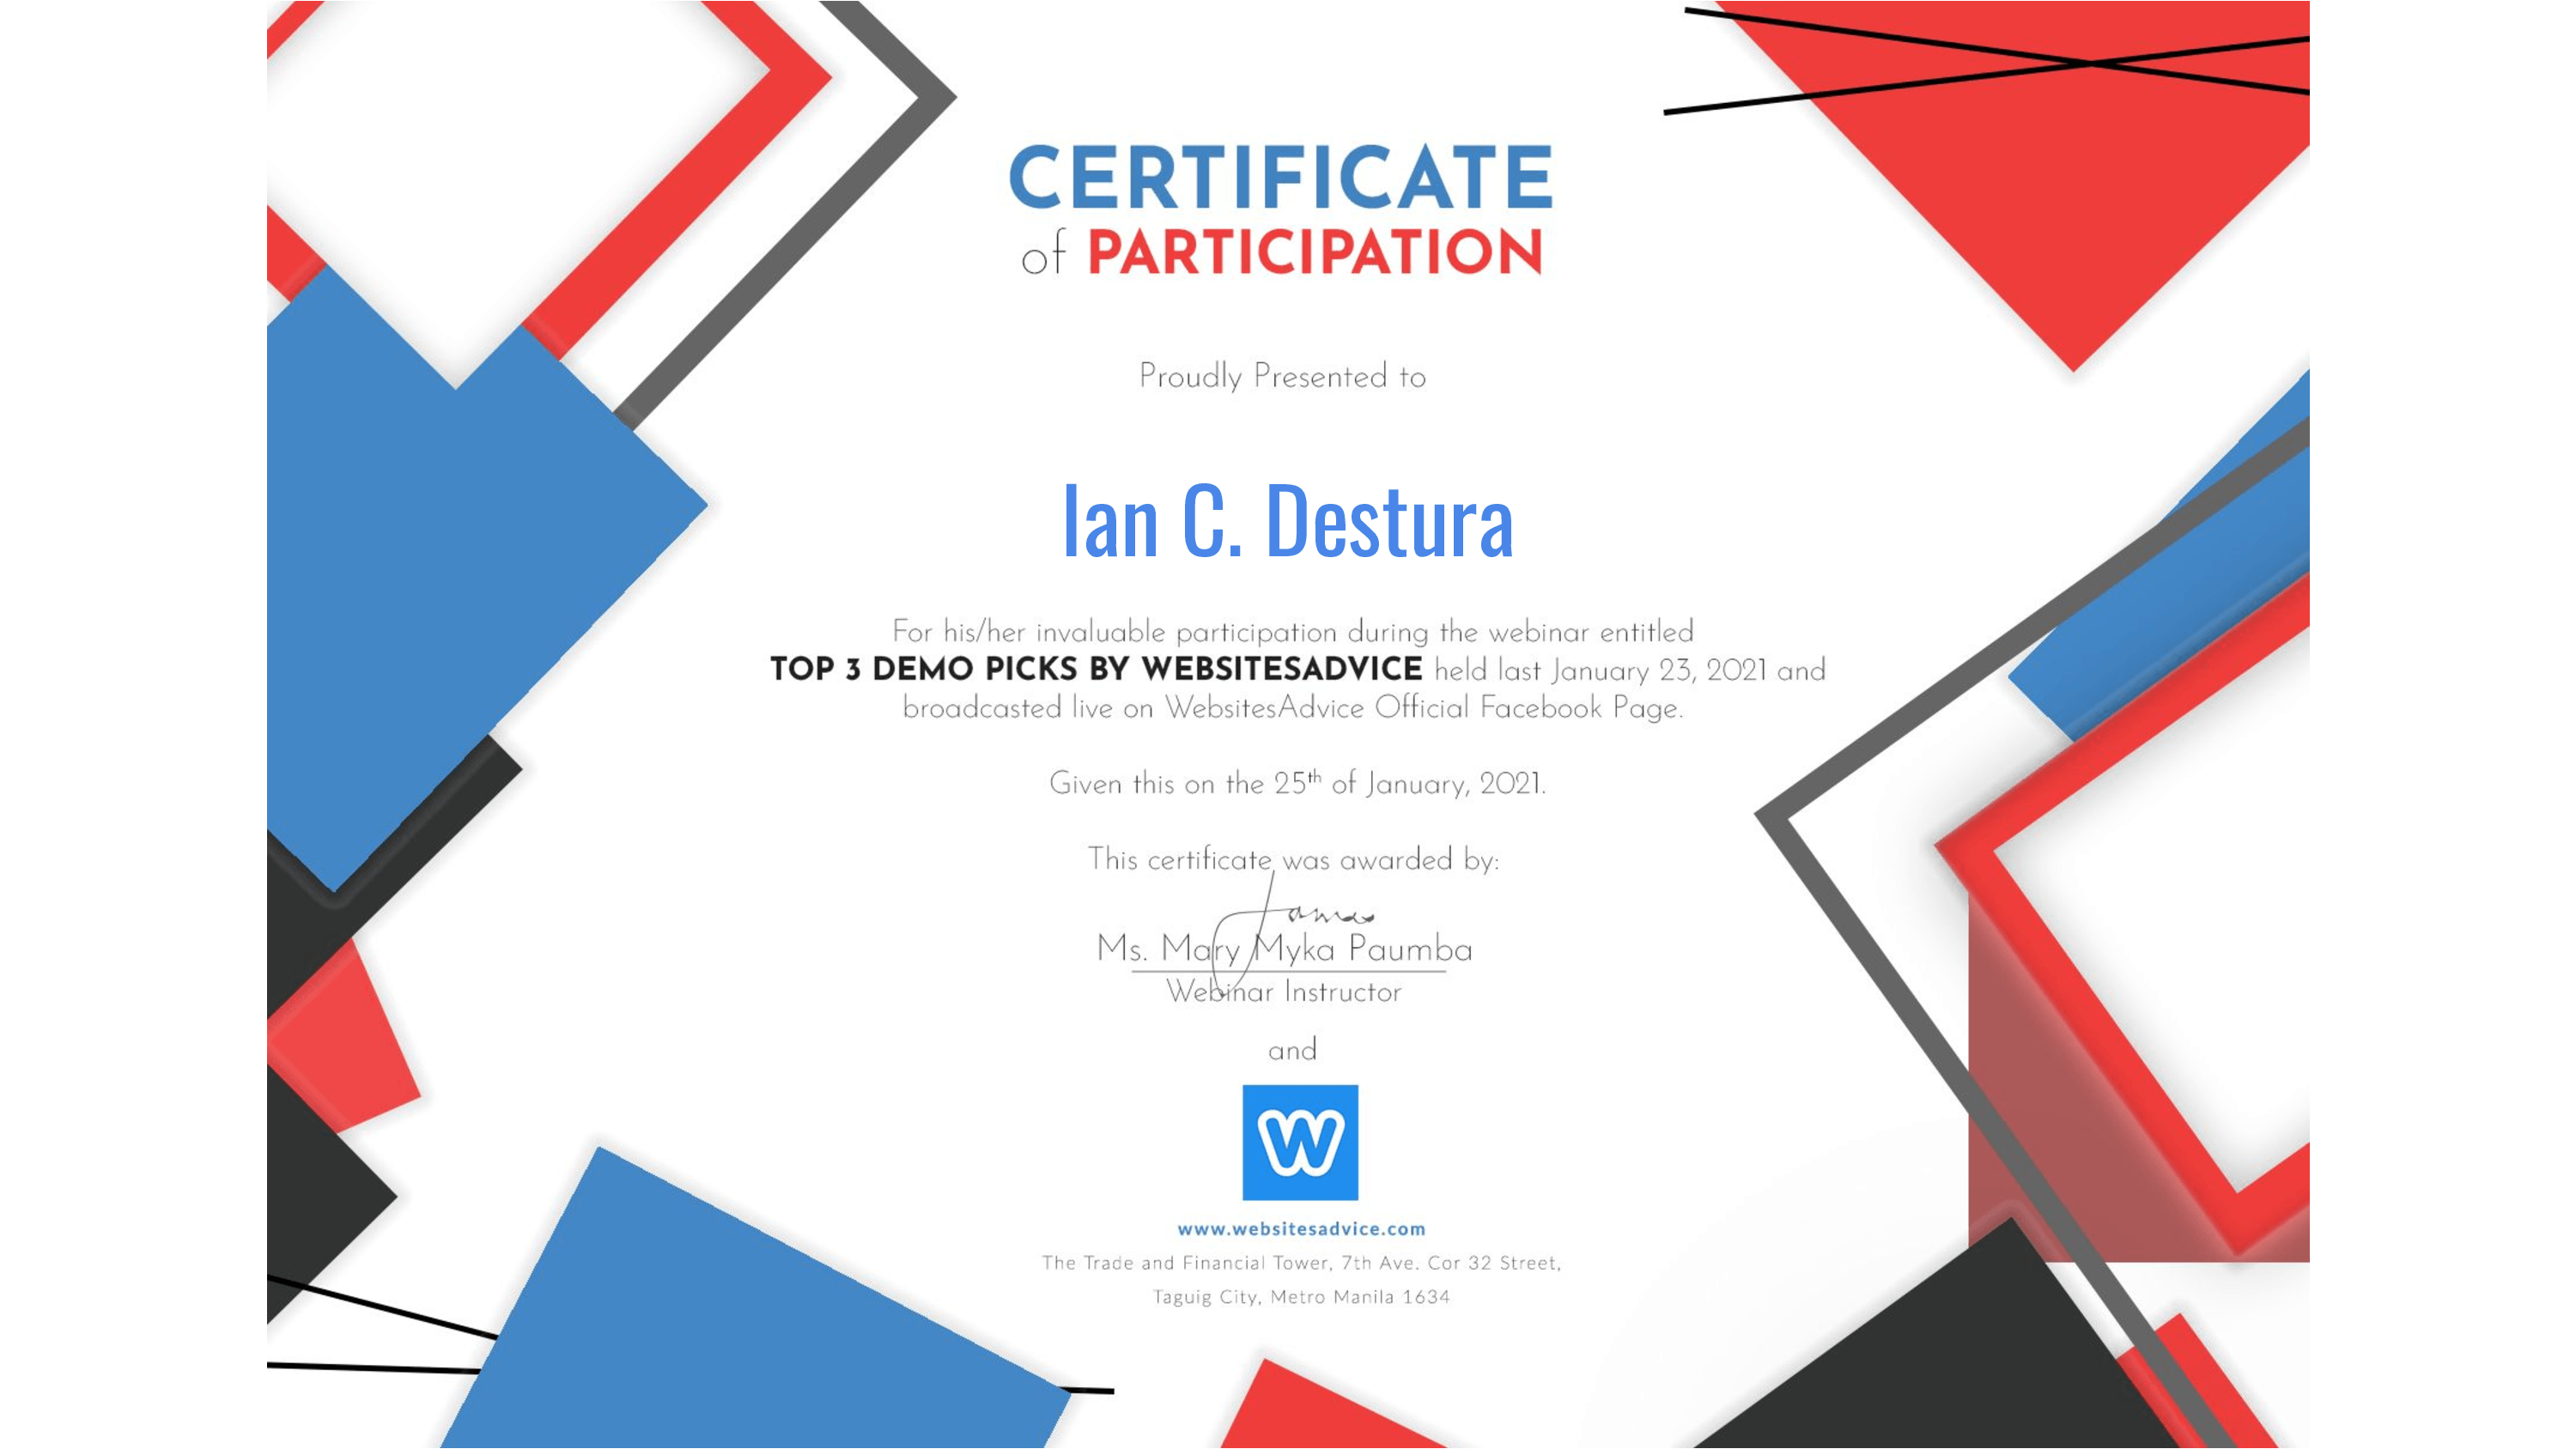 CERTIFICATE
of PARTICIPATION
Proudly Presented to
Ian C. Destura
For his/her invaluable participation during the webinar entitled
TOP 3 DEMO PICKS BY WEBSITESADVICE held last January 23, 2021 and
broadcasted live on WebsitesAdvice Official Facebook Page.
Given this on the 25th of January, 2021.
This certificate was awarded by:
Ms. Mary Myka Paumba
Webinar Instructor
and
W
www.websitesadvice.com
The Trade and Financial Tower, 7th Ave. Cor 32 Street,
Taguig City, Metro Manila 1634